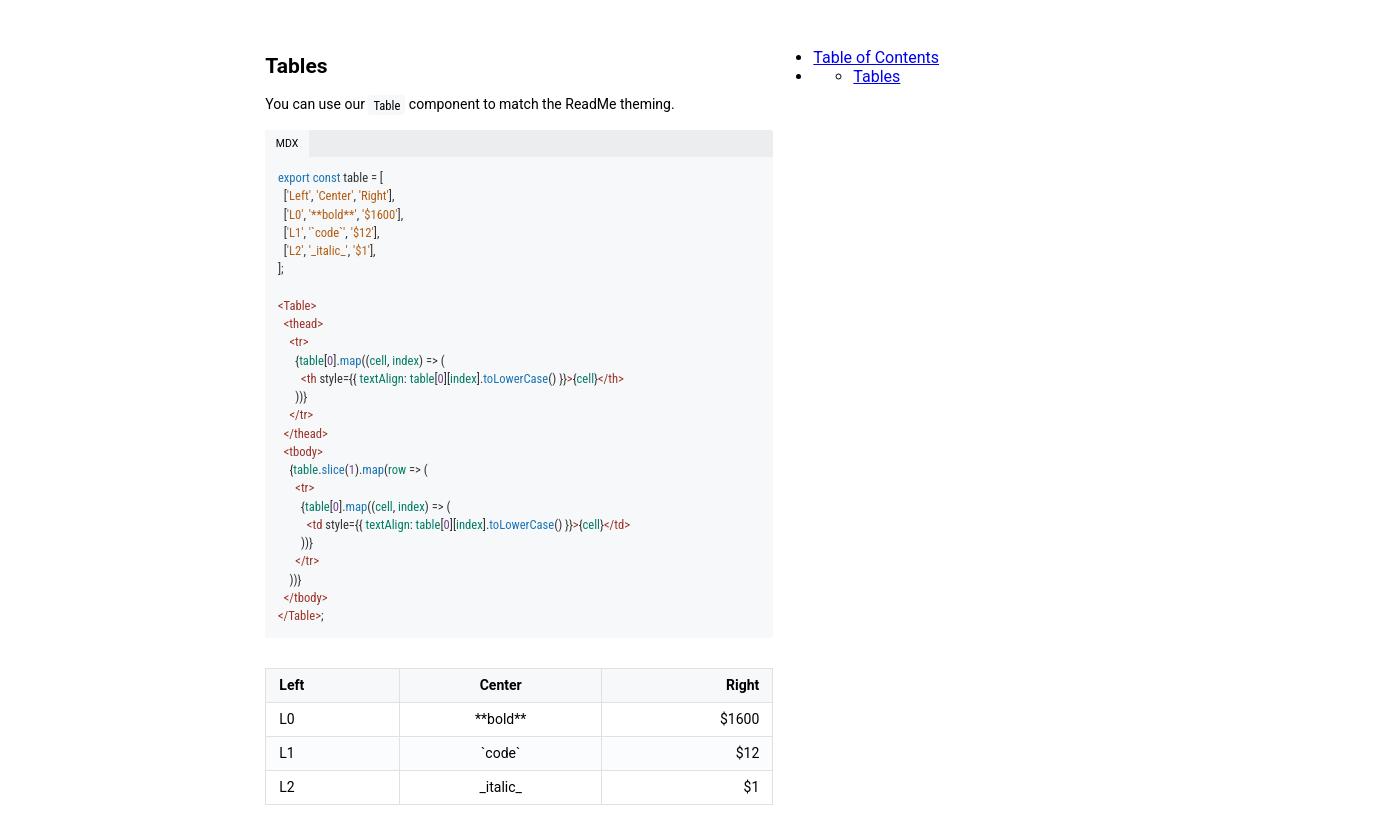 Tables
You can use our Table component to match the ReadMe theming.
MDX
export const table = [
  ['Left', 'Center', 'Right'],
  ['L0', '**bold**', '$1600'],
  ['L1', '`code`', '$12'],
  ['L2', '_italic_', '$1'],
];

<Table>
  <thead>
    <tr>
      {table[0].map((cell, index) => (
        <th style={{ textAlign: table[0][index].toLowerCase() }}>{cell}</th>
      ))}
    </tr>
  </thead>
  <tbody>
    {table.slice(1).map(row => (
      <tr>
        {table[0].map((cell, index) => (
          <td style={{ textAlign: table[0][index].toLowerCase() }}>{cell}</td>
        ))}
      </tr>
    ))}
  </tbody>
</Table>;
Left Center Right
L0 **bold** $1600
L1 `code` $12
L2 _italic_ $1
Table of Contents
Tables